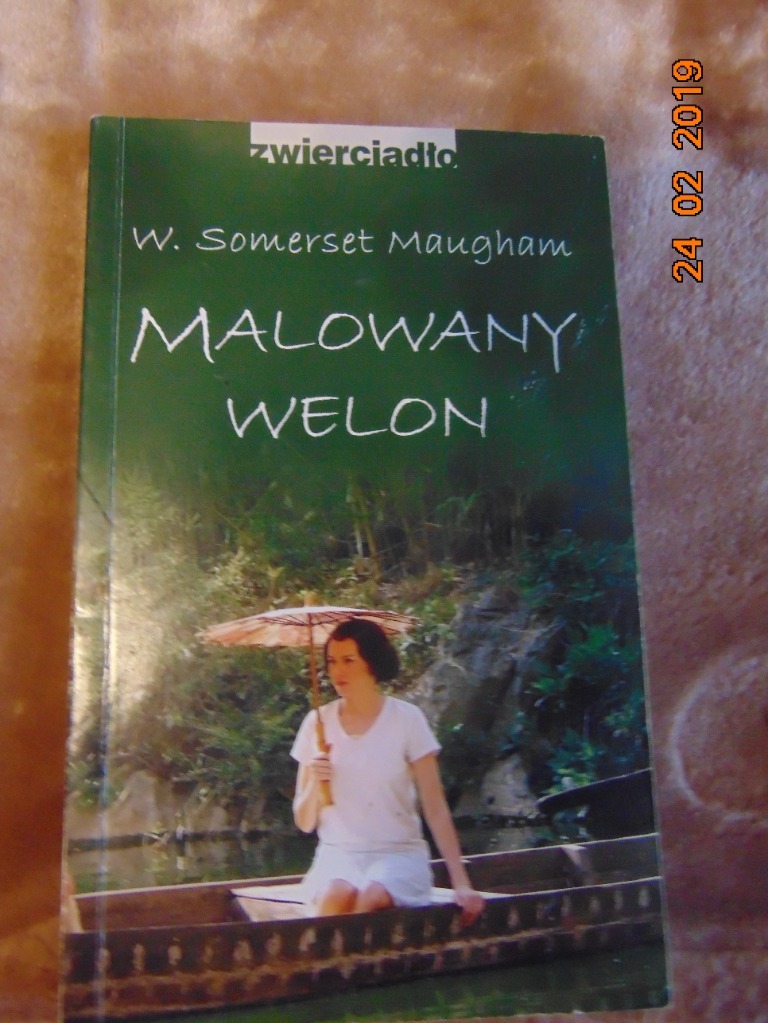 zwierciadło
W. Somerset Maugham
MALOWANY
WELON
24 02 2019